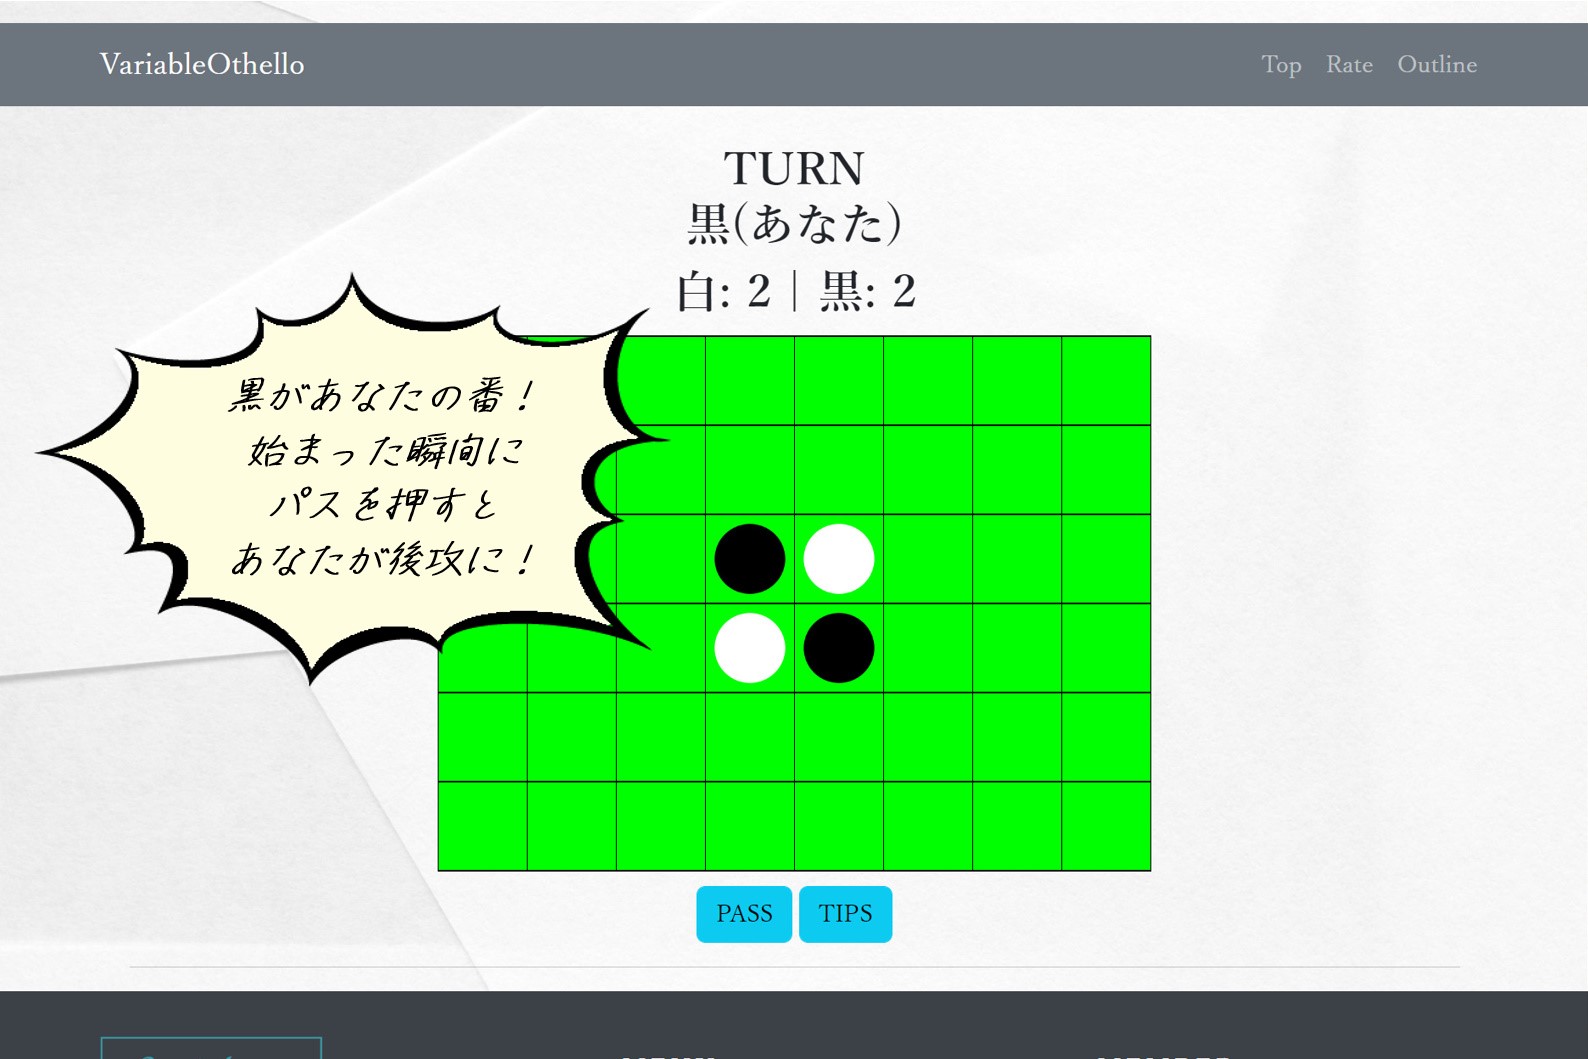 VariableOthello
Top Rate Outline
TURN
黒(あなた)
白: 2｜黒: 2
黒があなたの番！
始まった瞬間に
パスを押すと
あなたが後攻に！
PASS TIPS